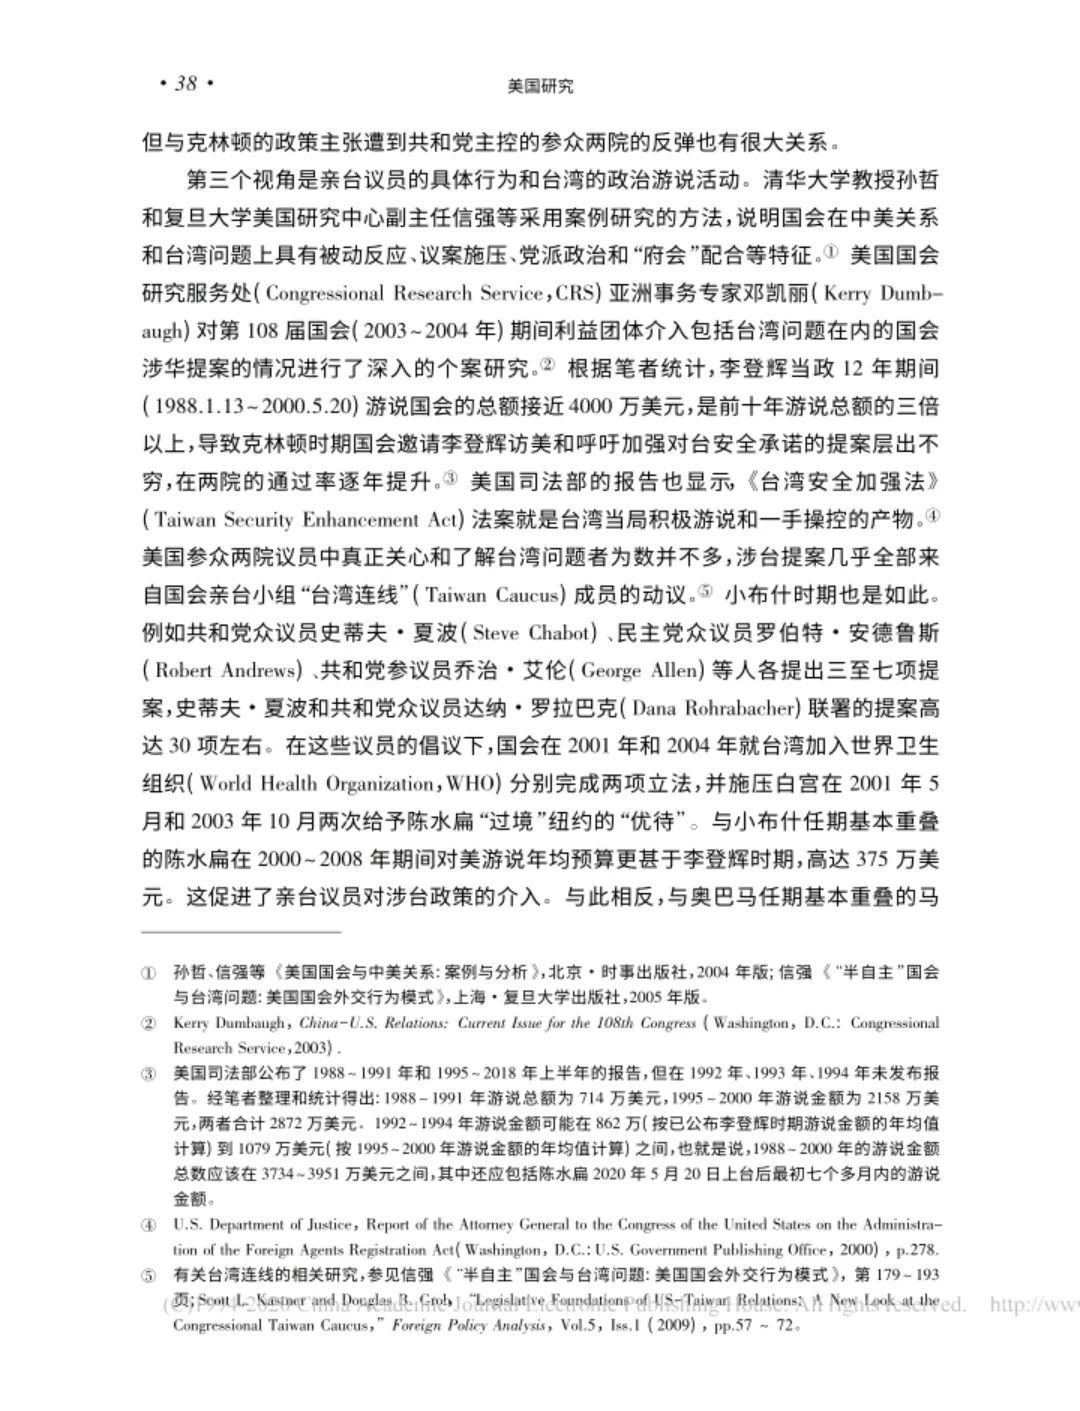 • 38 •
美国研究
但与克林顿的政策主张遭到共和党主控的参众两院的反弹也有很大关系。
第三个视角是亲台议员的具体行为和台湾的政治游说活动。清华大学教授孙哲
和复旦大学美国研究中心副主任信强等采用案例研究的方法，说明国会在中美关系
和台湾问题上具有被动反应、议案施压、党派政治和“府会”配合等特征。① 美国国会
研究服务处（Congressional Research Service，CRS）亚洲事务专家邓凯丽（Kerry Dumb-
augh）对第 108 届国会（2003~2004 年）期间利益团体介入包括台湾问题在内的国会
涉华提案的情况进行了深入的个案研究。② 根据笔者统计，李登辉当政 12 年期间
（1988.1.13~2000.5.20）游说国会的总额接近 4000 万美元，是前十年游说总额的三倍
以上，导致克林顿时期国会邀请李登辉访美和呼吁加强对台安全承诺的提案层出不
穷，在两院的通过率逐年提升。③ 美国司法部的报告也显示，《台湾安全加强法》
（Taiwan Security Enhancement Act）法案就是台湾当局积极游说和一手操控的产物。④
美国参众两院议员中真正关心和了解台湾问题者为数并不多，涉台提案几乎全部来
自国会亲台小组“台湾连线”（Taiwan Caucus）成员的动议。⑤ 小布什时期也是如此。
例如共和党众议员史蒂夫·夏波（Steve Chabot）、民主党众议员罗伯特·安德鲁斯
（Robert Andrews）、共和党参议员乔治·艾伦（George Allen）等人各提出三至七项提
案，史蒂夫·夏波和共和党众议员达纳·罗拉巴克（Dana Rohrabacher）联署的提案高
达 30 项左右。在这些议员的倡议下，国会在 2001 年和 2004 年就台湾加入世界卫生
组织（World Health Organization，WHO）分别完成两项立法，并施压白宫在 2001 年 5
月和 2003 年 10 月两次给予陈水扁“过境”纽约的“优待”。与小布什任期基本重叠
的陈水扁在 2000~2008 年期间对美游说年均预算更甚于李登辉时期，高达 375 万美
元。这促进了亲台议员对涉台政策的介入。与此相反，与奥巴马任期基本重叠的马
① 孙哲、信强等《美国国会与中美关系：案例与分析》，北京·时事出版社，2004 年版；信强《“半自主”国会
与台湾问题：美国国会外交行为模式》，上海·复旦大学出版社，2005 年版。
② Kerry Dumbaugh, China-U.S. Relations: Current Issue for the 108th Congress (Washington, D.C.: Congressional
Research Service,2003).
③ 美国司法部公布了 1988~1991 年和 1995~2018 年上半年的报告，但在 1992 年、1993 年、1994 年未发布报
告。经笔者整理和统计得出：1988~1991 年游说总额为 714 万美元，1995~2000 年游说金额为 2158 万美
元，两者合计 2872 万美元．1992~1994 年游说金额可能在 862 万（按已公布李登辉时期游说金额的年均值
计算）到 1079 万美元（按 1995~2000 年游说金额的年均值计算）之间，也就是说，1988~2000 年的游说金额
总数应该在 3734~3951 万美元之间，其中还应包括陈水扁 2020 年 5 月 20 日上台后最初七个多月内的游说
金额。
④ U.S. Department of Justice, Report of the Attorney General to the Congress of the United States on the Administra-
tion of the Foreign Agents Registration Act(Washington, D.C.: U.S. Government Publishing Office, 2000), p.278.
⑤ 有关台湾连线的相关研究，参见信强《“半自主”国会与台湾问题：美国国会外交行为模式》，第 179~193
页；Scott L. Kastner and Douglas B. Grob, “Legislative Foundations of US-Taiwan Relations: A New Look at the
(C)1994-2020 China Academic Journal Electronic Publishing House. All rights reserved. http://www
Congressional Taiwan Caucus,” Foreign Policy Analysis, Vol.5, Iss.1 (2009), pp.57 ~ 72。